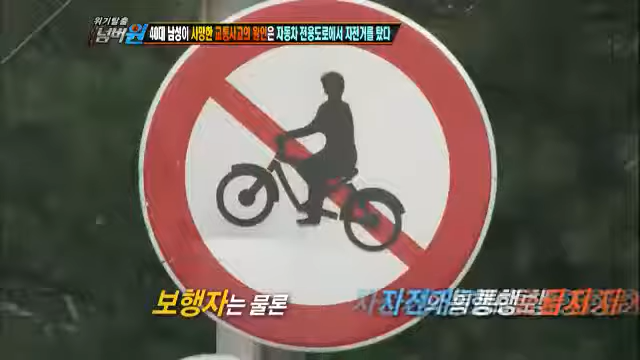 위기탈출
넘버원
40대 남성이 사망한 교통사고의 원인은 자동차 전용도로에서 자전거를 탔다
보행자는 물론